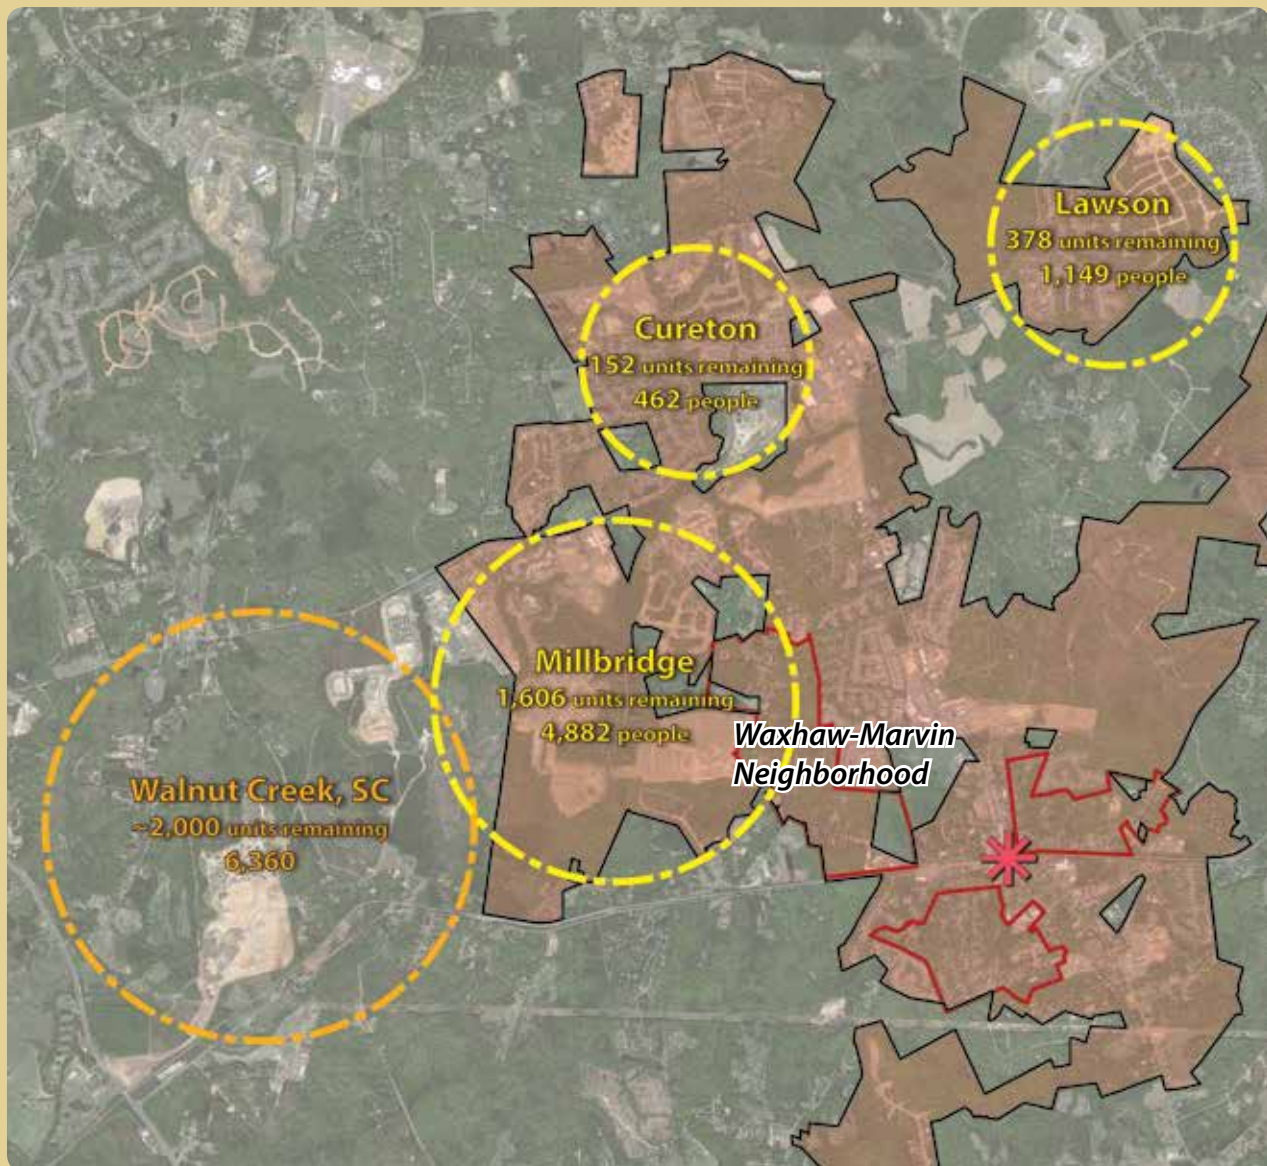 Lawson
378 units remaining
1,149 people
Cureton
152 units remaining
462 people
Millbridge
1,606 units remaining
4,882 people
Waxhaw-Marvin
Neighborhood
Walnut Creek, SC
~2,000 units remaining
6,360